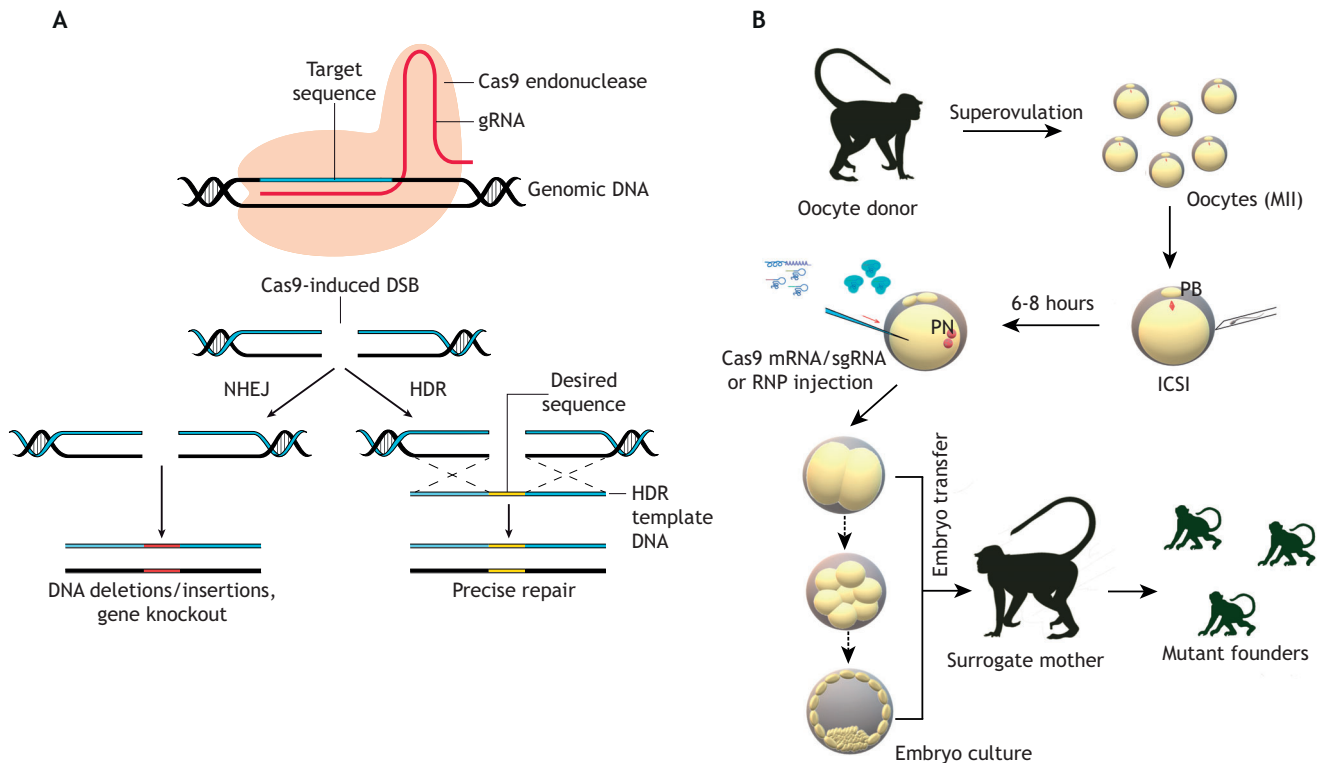 A
Target
sequence
Cas9 endonuclease
gRNA
Genomic DNA
Cas9-induced DSB
NHEJ
HDR
Desired
sequence
HDR
template
DNA
DNA deletions/insertions,
gene knockout
Precise repair
B
Superovulation
Oocyte donor
Oocytes (MII)
PB
6-8 hours
PN
Cas9 mRNA/sgRNA
or RNP injection
ICSI
Embryo transfer
Surrogate mother
Mutant founders
Embryo culture